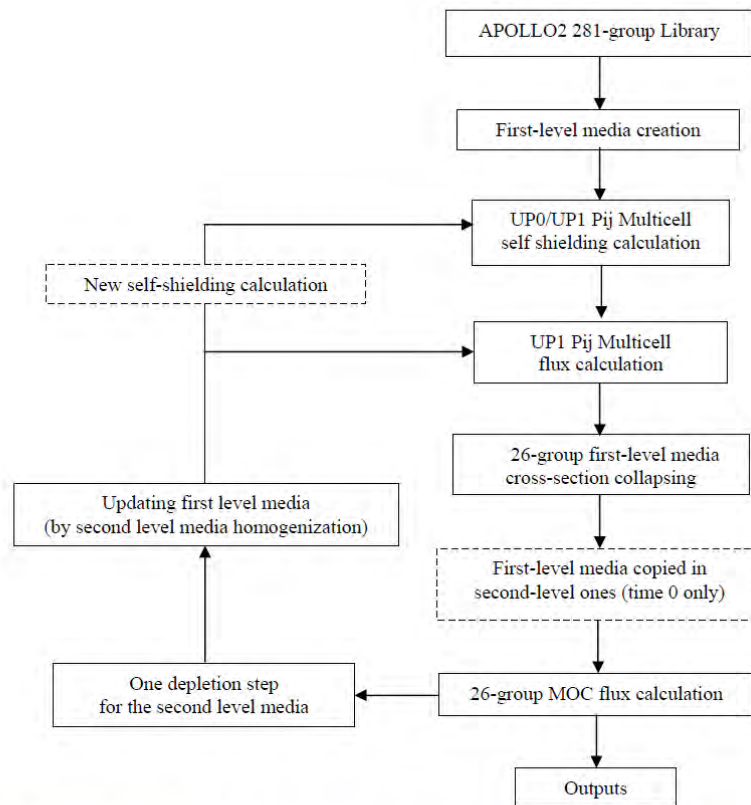 APOLLO2 281-group Library
First-level media creation
UP0/UP1 Pij Multicell
self shielding calculation
New self-shielding calculation
UP1 Pij Multicell
flux calculation
26-group first-level media
cross-section collapsing
Updating first level media
(by second level media homogenization)
First-level media copied in
second-level ones (time 0 only)
One depletion step
for the second level media
26-group MOC flux calculation
Outputs